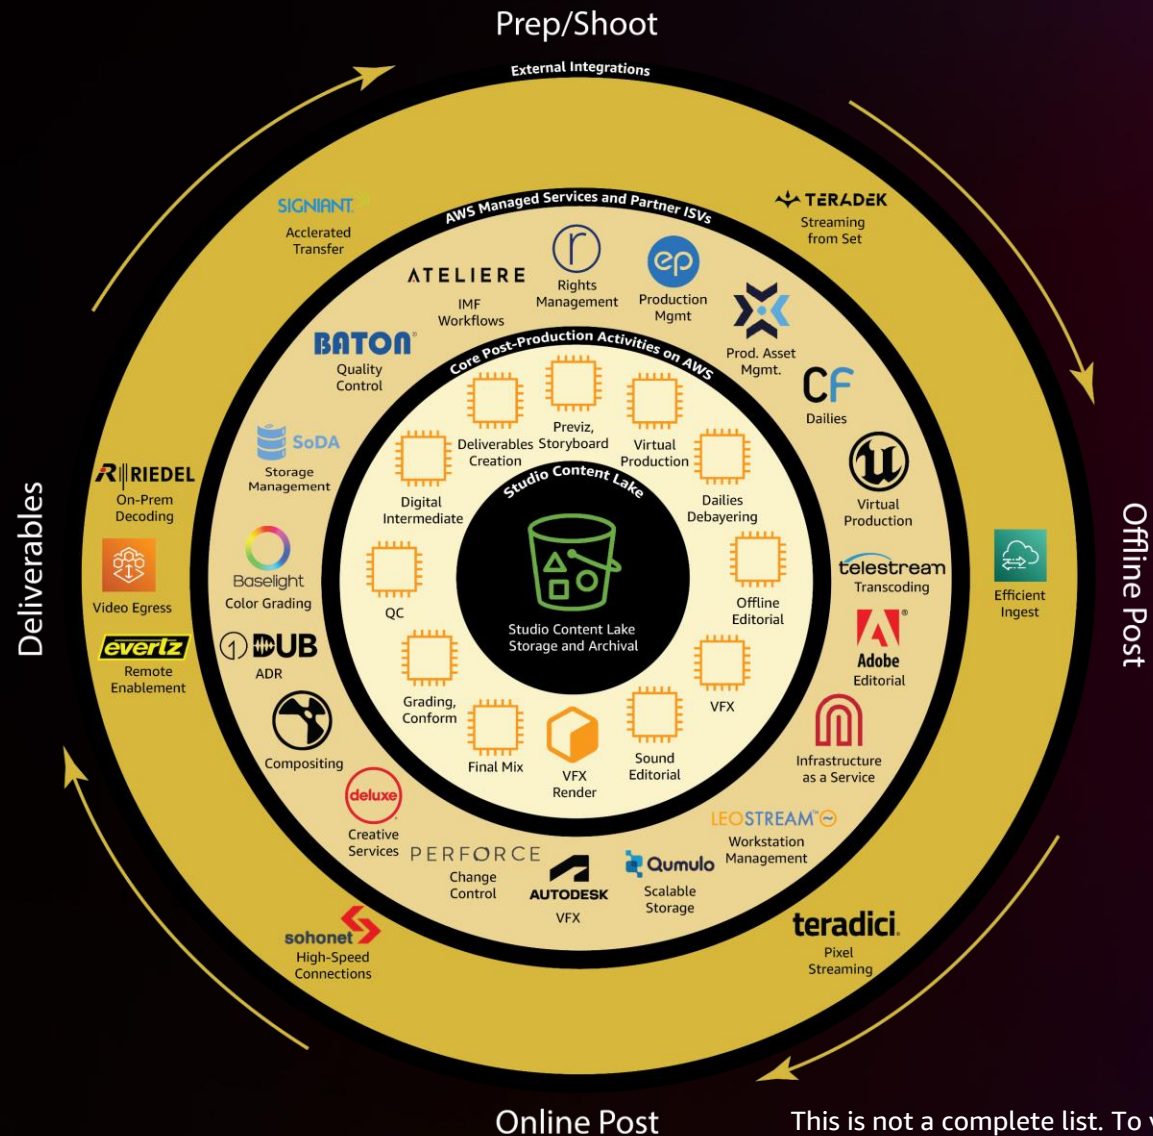 Prep/Shoot
External Integrations
SIGNIANT
Acclerated
Transfer
TERADEK
Streaming
from Set
AWS Managed Services and Partner ISVs
ATELIERE
IMF
Workflows
r
Rights
Management
ep
Production
Mgmt
Prod. Asset
Mgmt.
BATON
Quality
Control
CF
Dailies
Core Post-Production Activities on AWS
Deliverables
Creation
Previz,
Storyboard
Virtual
Production
SoDA
Storage
Management
Digital
Intermediate
Dailies
Debayering
Virtual
Production
Studio Content Lake
Studio Content Lake
Storage and Archival
RIEDEL
On-Prem
Decoding
Video Egress
evertz
Remote
Enablement
Deliverables
Baselight
Color Grading
QC
Offline
Editorial
telestream
Transcoding
Efficient
Ingest
Offline Post
1 DUB
ADR
Adobe®
Editorial
Grading,
Conform
VFX
Compositing
Final Mix
VFX
Render
Sound
Editorial
Infrastructure
as a Service
deluxe
Creative
Services
PERFORCE
Change
Control
AUTODESK
VFX
Qumulo
Scalable
Storage
LEOSTREAM™
Workstation
Management
sohonet
High-Speed
Connections
teradici.
Pixel
Streaming
Online Post
This is not a complete list. To